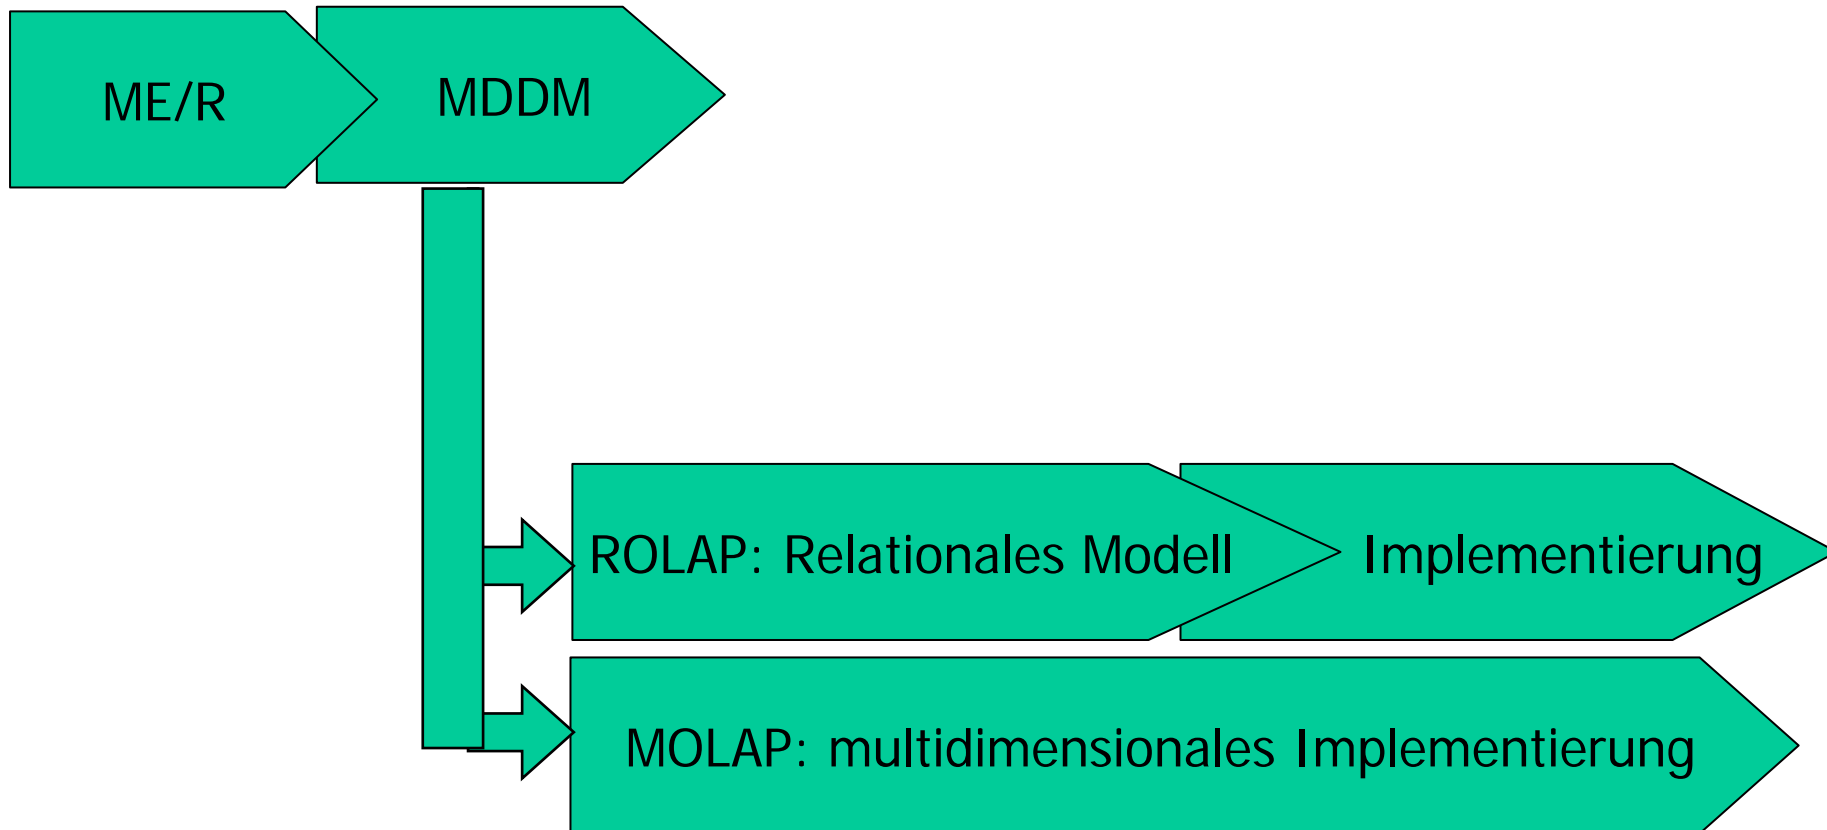 ME/R
MDDM
ROLAP: Relationales Modell
Implementierung
MOLAP: multidimensionales Implementierung